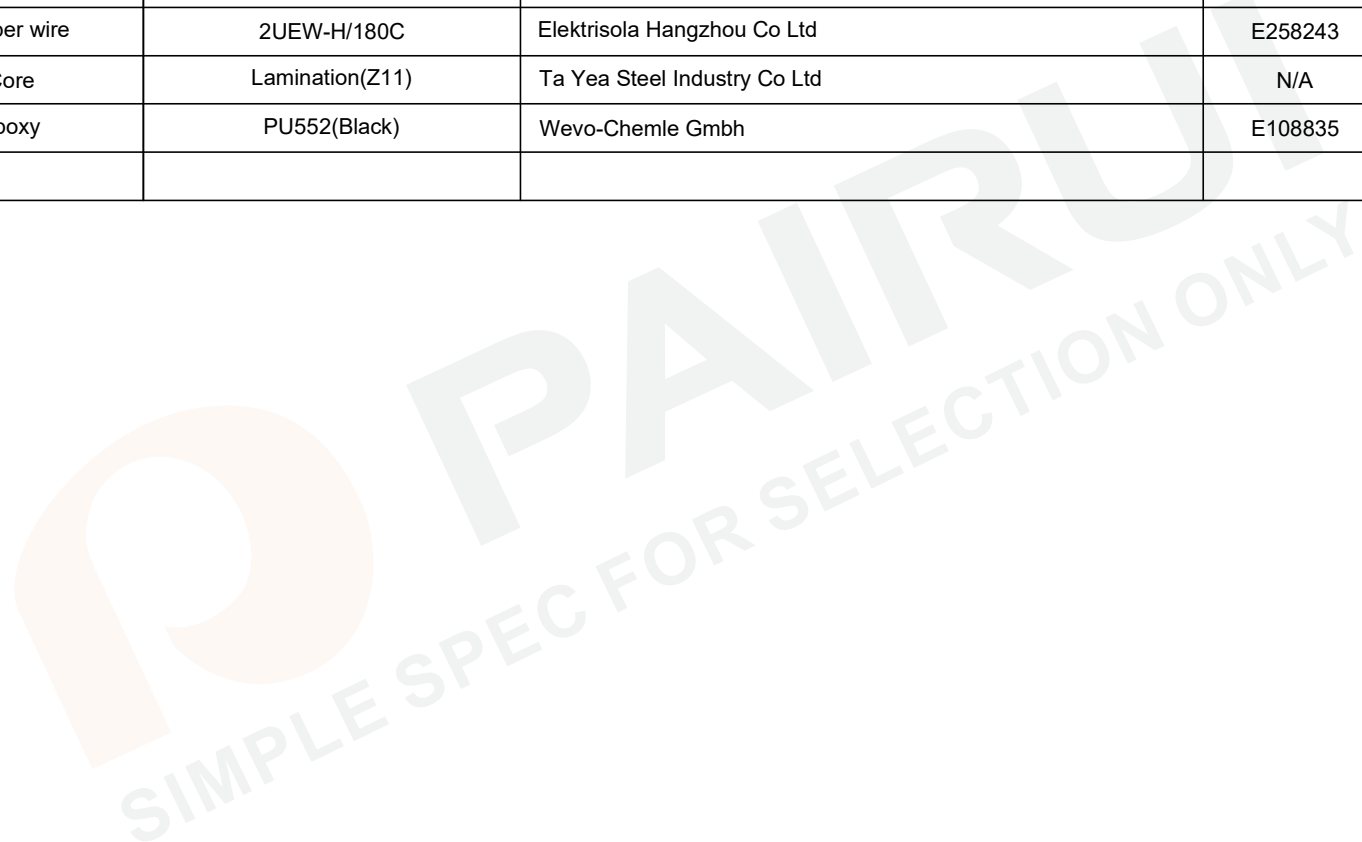 per wire 2UEW-H/180C Elektrisola Hangzhou Co Ltd E258243
Core Lamination(Z11) Ta Yea Steel Industry Co Ltd N/A
poxy PU552(Black) Wevo-Chemle Gmbh E108835
PAIRUI
SIMPLE SPEC FOR SELECTION ONLY